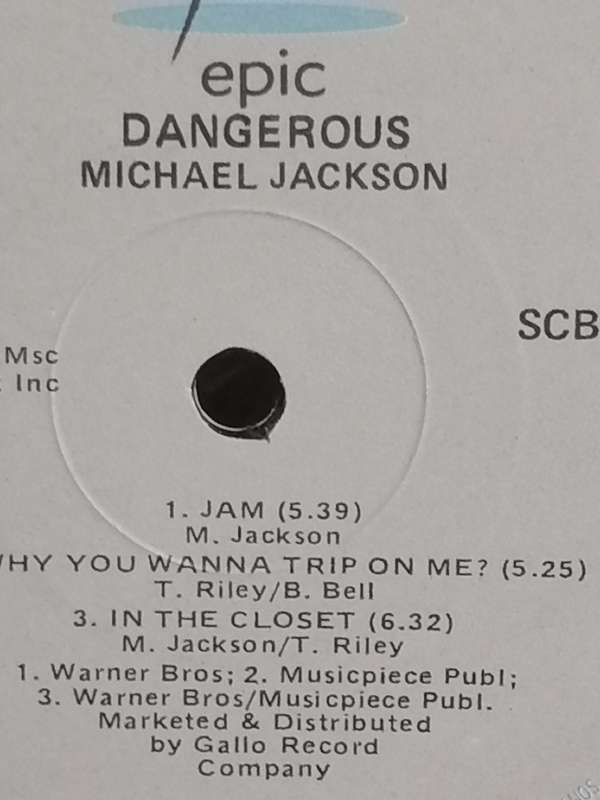 epic
DANGEROUS
MICHAEL JACKSON
SCB
Msc
Inc
1. JAM (5.39)
M. Jackson
HY YOU WANNA TRIP ON ME? (5.25)
T. Riley/B. Bell
3. IN THE CLOSET (6.32)
M. Jackson/T. Riley
1. Warner Bros; 2. Musicpiece Publ;
3. Warner Bros/Musicpiece Publ.
Marketed & Distributed
by Gallo Record
Company